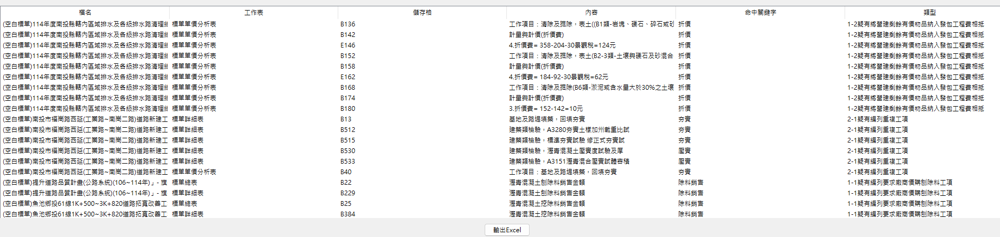 檔名 工作表 儲存格 內容 命中關鍵字 類型
(空白標單)114年度南投縣轄內區域排水及各級排水路清理維 標單單價分析表 B136 工作項目：清除及掘除，表土((B1類-岩塊、礫石、碎石或砂 折價 1-2疑有將營建剩餘有價物品納入發包工程費相抵
(空白標單)114年度南投縣轄內區域排水及各級排水路清理維 標單單價分析表 B142 計量與計價(折價費) 折價 1-2疑有將營建剩餘有價物品納入發包工程費相抵
(空白標單)114年度南投縣轄內區域排水及各級排水路清理維 標單單價分析表 E146 4.折價費= 358-204-30景觀稅=124元 折價 1-2疑有將營建剩餘有價物品納入發包工程費相抵
(空白標單)114年度南投縣轄內區域排水及各級排水路清理維 標單單價分析表 B152 工作項目：清除及掘除，表土(B2-3類-土壤與礫石及砂混合 折價 1-2疑有將營建剩餘有價物品納入發包工程費相抵
(空白標單)114年度南投縣轄內區域排水及各級排水路清理維 標單單價分析表 B158 計量與計價(折價費) 折價 1-2疑有將營建剩餘有價物品納入發包工程費相抵
(空白標單)114年度南投縣轄內區域排水及各級排水路清理維 標單單價分析表 E162 4.折價費= 184-92-30景觀稅=62元 折價 1-2疑有將營建剩餘有價物品納入發包工程費相抵
(空白標單)114年度南投縣轄內區域排水及各級排水路清理維 標單單價分析表 B168 工作項目：清除及掘除(B6類-淤泥或含水量大於30%之土壤 折價 1-2疑有將營建剩餘有價物品納入發包工程費相抵
(空白標單)114年度南投縣轄內區域排水及各級排水路清理維 標單單價分析表 B174 計量與計價(折價費) 折價 1-2疑有將營建剩餘有價物品納入發包工程費相抵
(空白標單)114年度南投縣轄內區域排水及各級排水路清理維 標單單價分析表 B180 3.折價費= 152-142=10元 折價 1-2疑有將營建剩餘有價物品納入發包工程費相抵
(空白標單)南投市福崗路西延(工業路~南崗二路)道路新建工 標單詳細表 B13 基地及路堤填築，回填夯實 夯實 2-1疑有編列重複工項
(空白標單)南投市福崗路西延(工業路~南崗二路)道路新建工 標單詳細表 B512 建築類檢驗，A3280夯實土樣加州載重比試 夯實 2-1疑有編列重複工項
(空白標單)南投市福崗路西延(工業路~南崗二路)道路新建工 標單詳細表 B515 建築類檢驗，標準夯實試驗 修正式夯實試 夯實 2-1疑有編列重複工項
(空白標單)南投市福崗路西延(工業路~南崗二路)道路新建工 標單詳細表 B530 建築類檢驗，瀝青混凝土壓實度試驗及厚 壓實 2-1疑有編列重複工項
(空白標單)南投市福崗路西延(工業路~南崗二路)道路新建工 標單詳細表 B533 建築類檢驗，A3151瀝青混合壓實試體容積 壓實 2-1疑有編列重複工項
(空白標單)南投市福崗路西延(工業路~南崗二路)道路新建工 標單單價分析表 B40 工作項目：基地及路堤填築，回填夯實 夯實 2-1疑有編列重複工項
(空白標單)提升道路品質計畫(公路系統)(106~114年)」- 旗 標單總表 B22 瀝青混凝土刨除料銷售金額 除料銷售 1-1疑有編列要求廠商價購刨除料工項
(空白標單)提升道路品質計畫(公路系統)(106~114年)」- 旗 標單詳細表 B229 瀝青混凝土刨除料銷售金額 除料銷售 1-1疑有編列要求廠商價購刨除料工項
(空白標單)魚池鄉投61線1K+500~3K+820道路拓寬改善工 標單總表 B25 瀝青混凝土挖除料銷售金額 除料銷售 1-1疑有編列要求廠商價購刨除料工項
(空白標單)魚池鄉投61線1K+500~3K+820道路拓寬改善工 標單詳細表 B384 瀝青混凝土挖除料銷售金額 除料銷售 1-1疑有編列要求廠商價購刨除料工項
輸出Excel